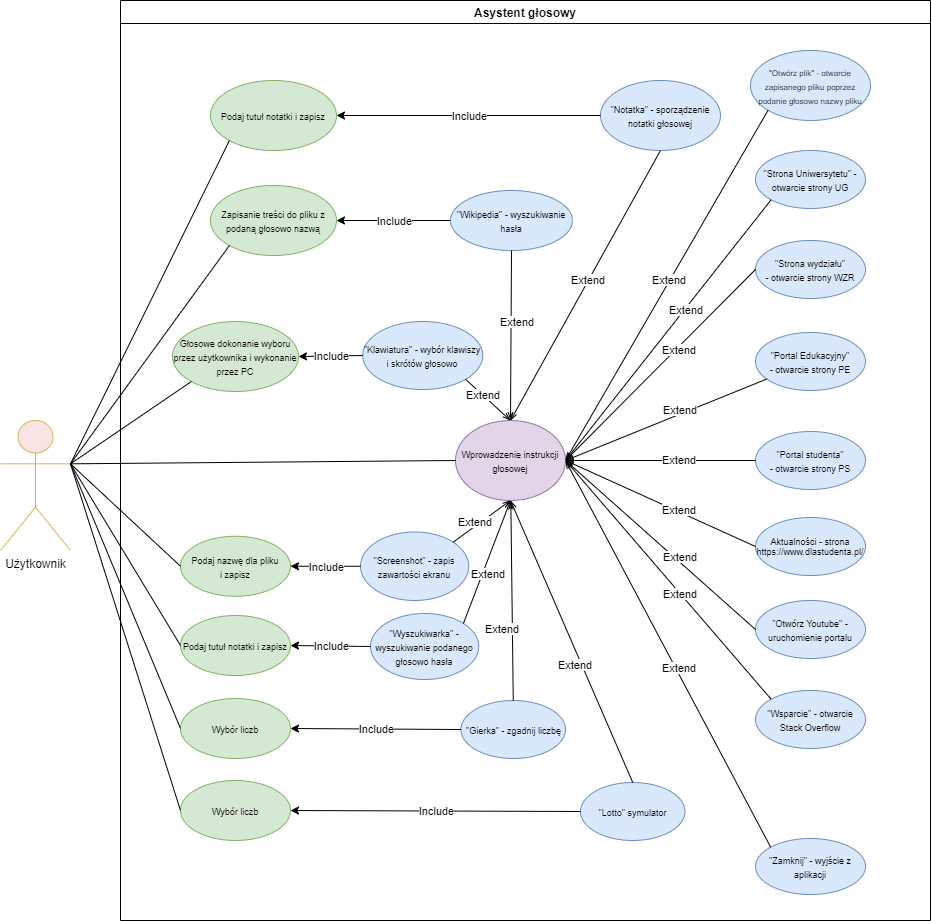 Asystent głosowy
"Otwórz plik" - otwarcie
zapisanego pliku poprzez
podanie głosowo nazwy pliku
Podaj tutuł notatki i zapisz
Include
"Notatka" - sporządzenie
notatki głosowej
"Strona Uniwersytetu" -
otwarcie strony UG
Zapisanie treści do pliku z
podaną głosowo nazwą
Include
"Wikipedia" - wyszukiwanie
hasła
"Strona wydziału"
- otwarcie strony WZR
Extend
Extend
Extend
Extend
Extend
Głosowe dokonanie wyboru
przez użytkownika i wykonanie
przez PC
Include
"Klawiatura" - wybór klawiszy
i skrótów głosowo
Extend
"Portal Edukacyjny"
- otwarcie strony PE
Extend
Extend
Wprowadzenie instrukcji
głosowej
Extend
"Portal studenta"
- otwarcie strony PS
Użytkownik
Extend
Extend
Aktualności - strona
https://www.dlastudenta.pl/
Podaj nazwę dla pliku
i zapisz
Include
"Screenshot" - zapis
zawartości ekranu
Extend
Extend
Extend
"Otwórz Youtube" -
uruchomienie portalu
Podaj tutuł notatki i zapisz
Include
"Wyszukiwarka" -
wyszukiwanie podanego
głosowo hasła
Extend
Extend
Extend
"Wsparcie" - otwarcie
Stack Overflow
Wybór liczb
Include
"Gierka" - zgadnij liczbę
Wybór liczb
Include
"Lotto" symulator
"Zamknij" - wyjście z
aplikacji